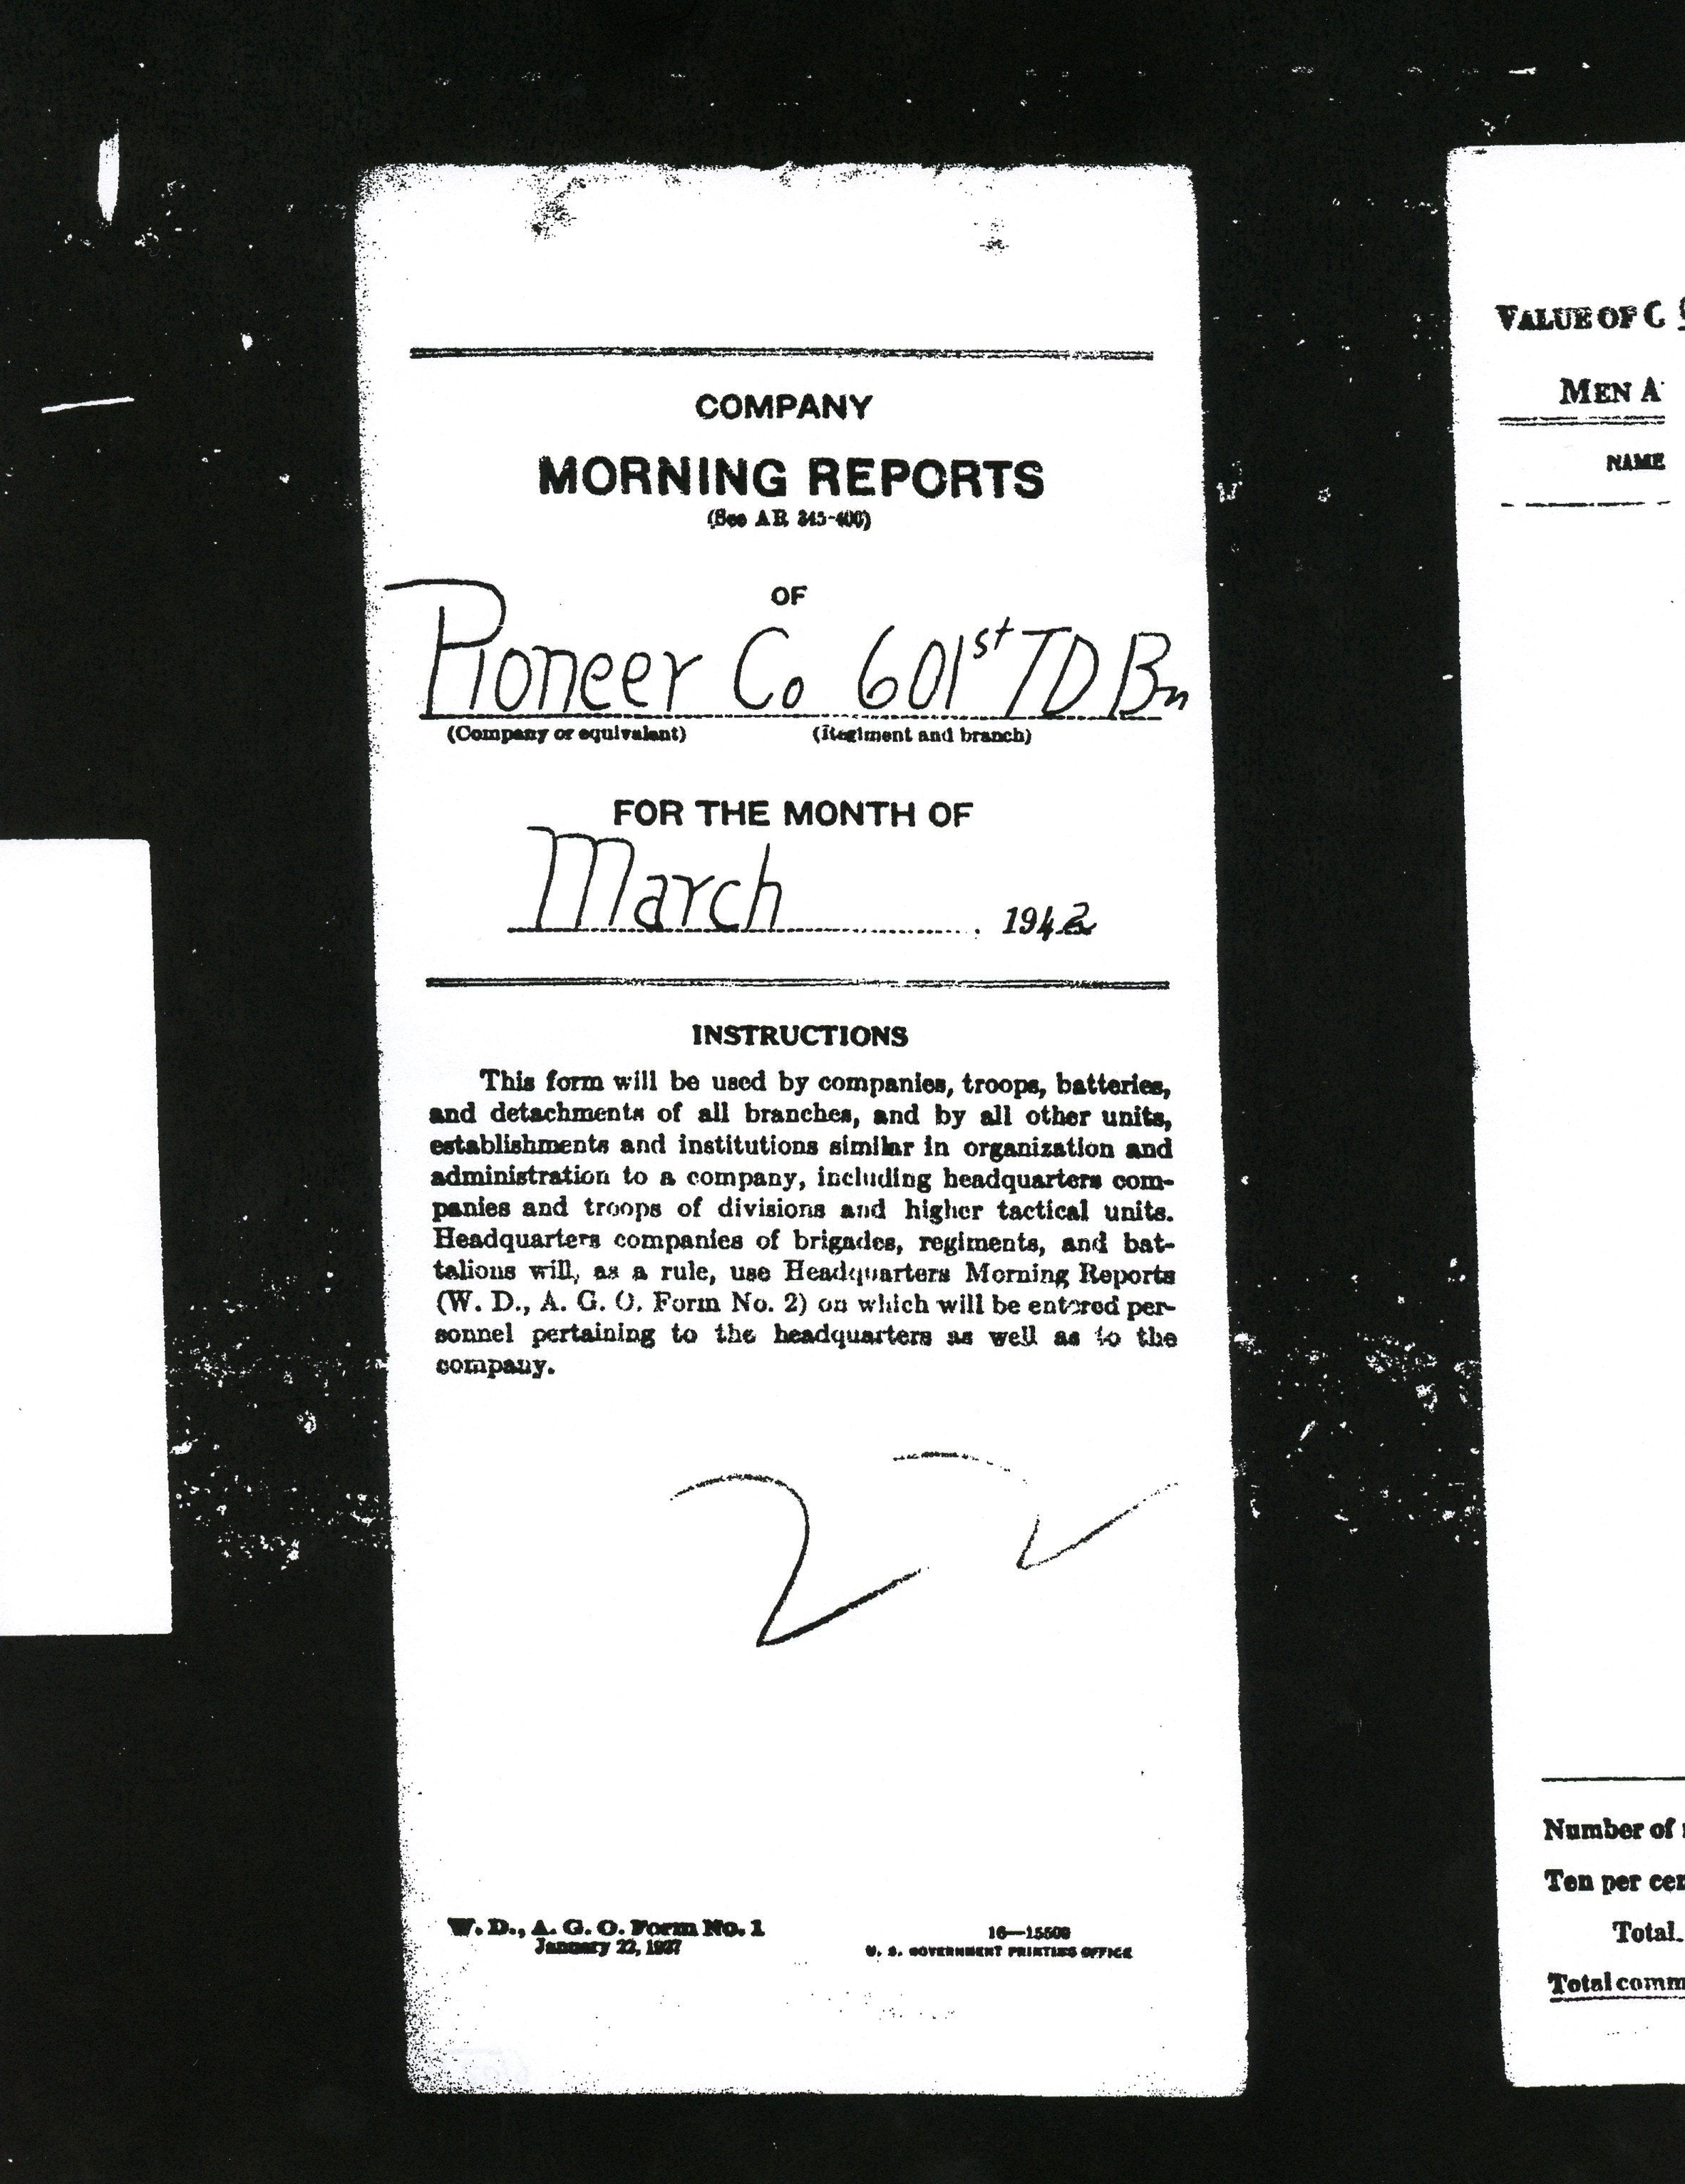 COMPANY
MORNING REPORTS
(See AR 345-400)
OF
Pioneer Co 601st TD Bn
(Company or equivalent) (Regiment and branch)
FOR THE MONTH OF
March 1942
INSTRUCTIONS
This form will be used by companies, troops, batteries,
and detachments of all branches, and by all other units,
establishments and institutions similar in organization and
administration to a company, including headquarters com-
panies and troops of divisions and higher tactical units.
Headquarters companies of brigades, regiments, and bat-
talions will, as a rule, use Headquarters Morning Reports
(W. D., A. G. O. Form No. 2) on which will be entered per-
sonnel pertaining to the headquarters as well as to the
company.
2
W. D., A. G. O. Form No. 1
January 22, 1937
16—15508
U. S. GOVERNMENT PRINTING OFFICE
VALUE OF C
MEN A
NAME
Number of
Ten per cen
Total
Total comm